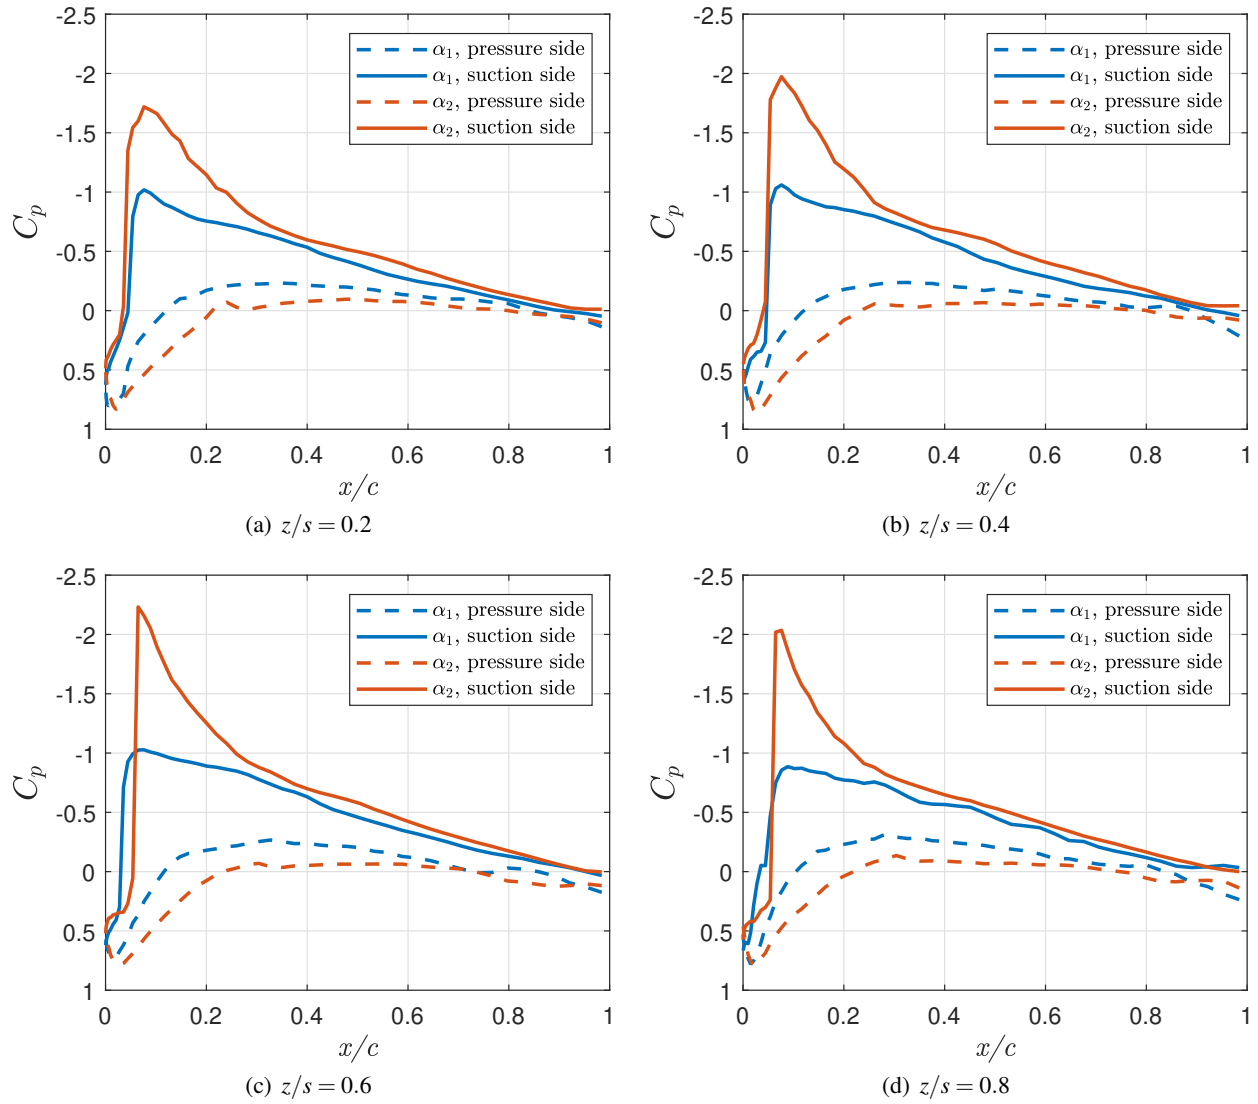 -2.5
-2
-1.5
-1
-0.5
0
0.5
1
Cp
0 0.2 0.4 0.6 0.8 1
x/c
α1, pressure side
α1, suction side
α2, pressure side
α2, suction side
(a) z/s = 0.2
-2.5
-2
-1.5
-1
-0.5
0
0.5
1
Cp
0 0.2 0.4 0.6 0.8 1
x/c
α1, pressure side
α1, suction side
α2, pressure side
α2, suction side
(b) z/s = 0.4
-2.5
-2
-1.5
-1
-0.5
0
0.5
1
Cp
0 0.2 0.4 0.6 0.8 1
x/c
α1, pressure side
α1, suction side
α2, pressure side
α2, suction side
(c) z/s = 0.6
-2.5
-2
-1.5
-1
-0.5
0
0.5
1
Cp
0 0.2 0.4 0.6 0.8 1
x/c
α1, pressure side
α1, suction side
α2, pressure side
α2, suction side
(d) z/s = 0.8